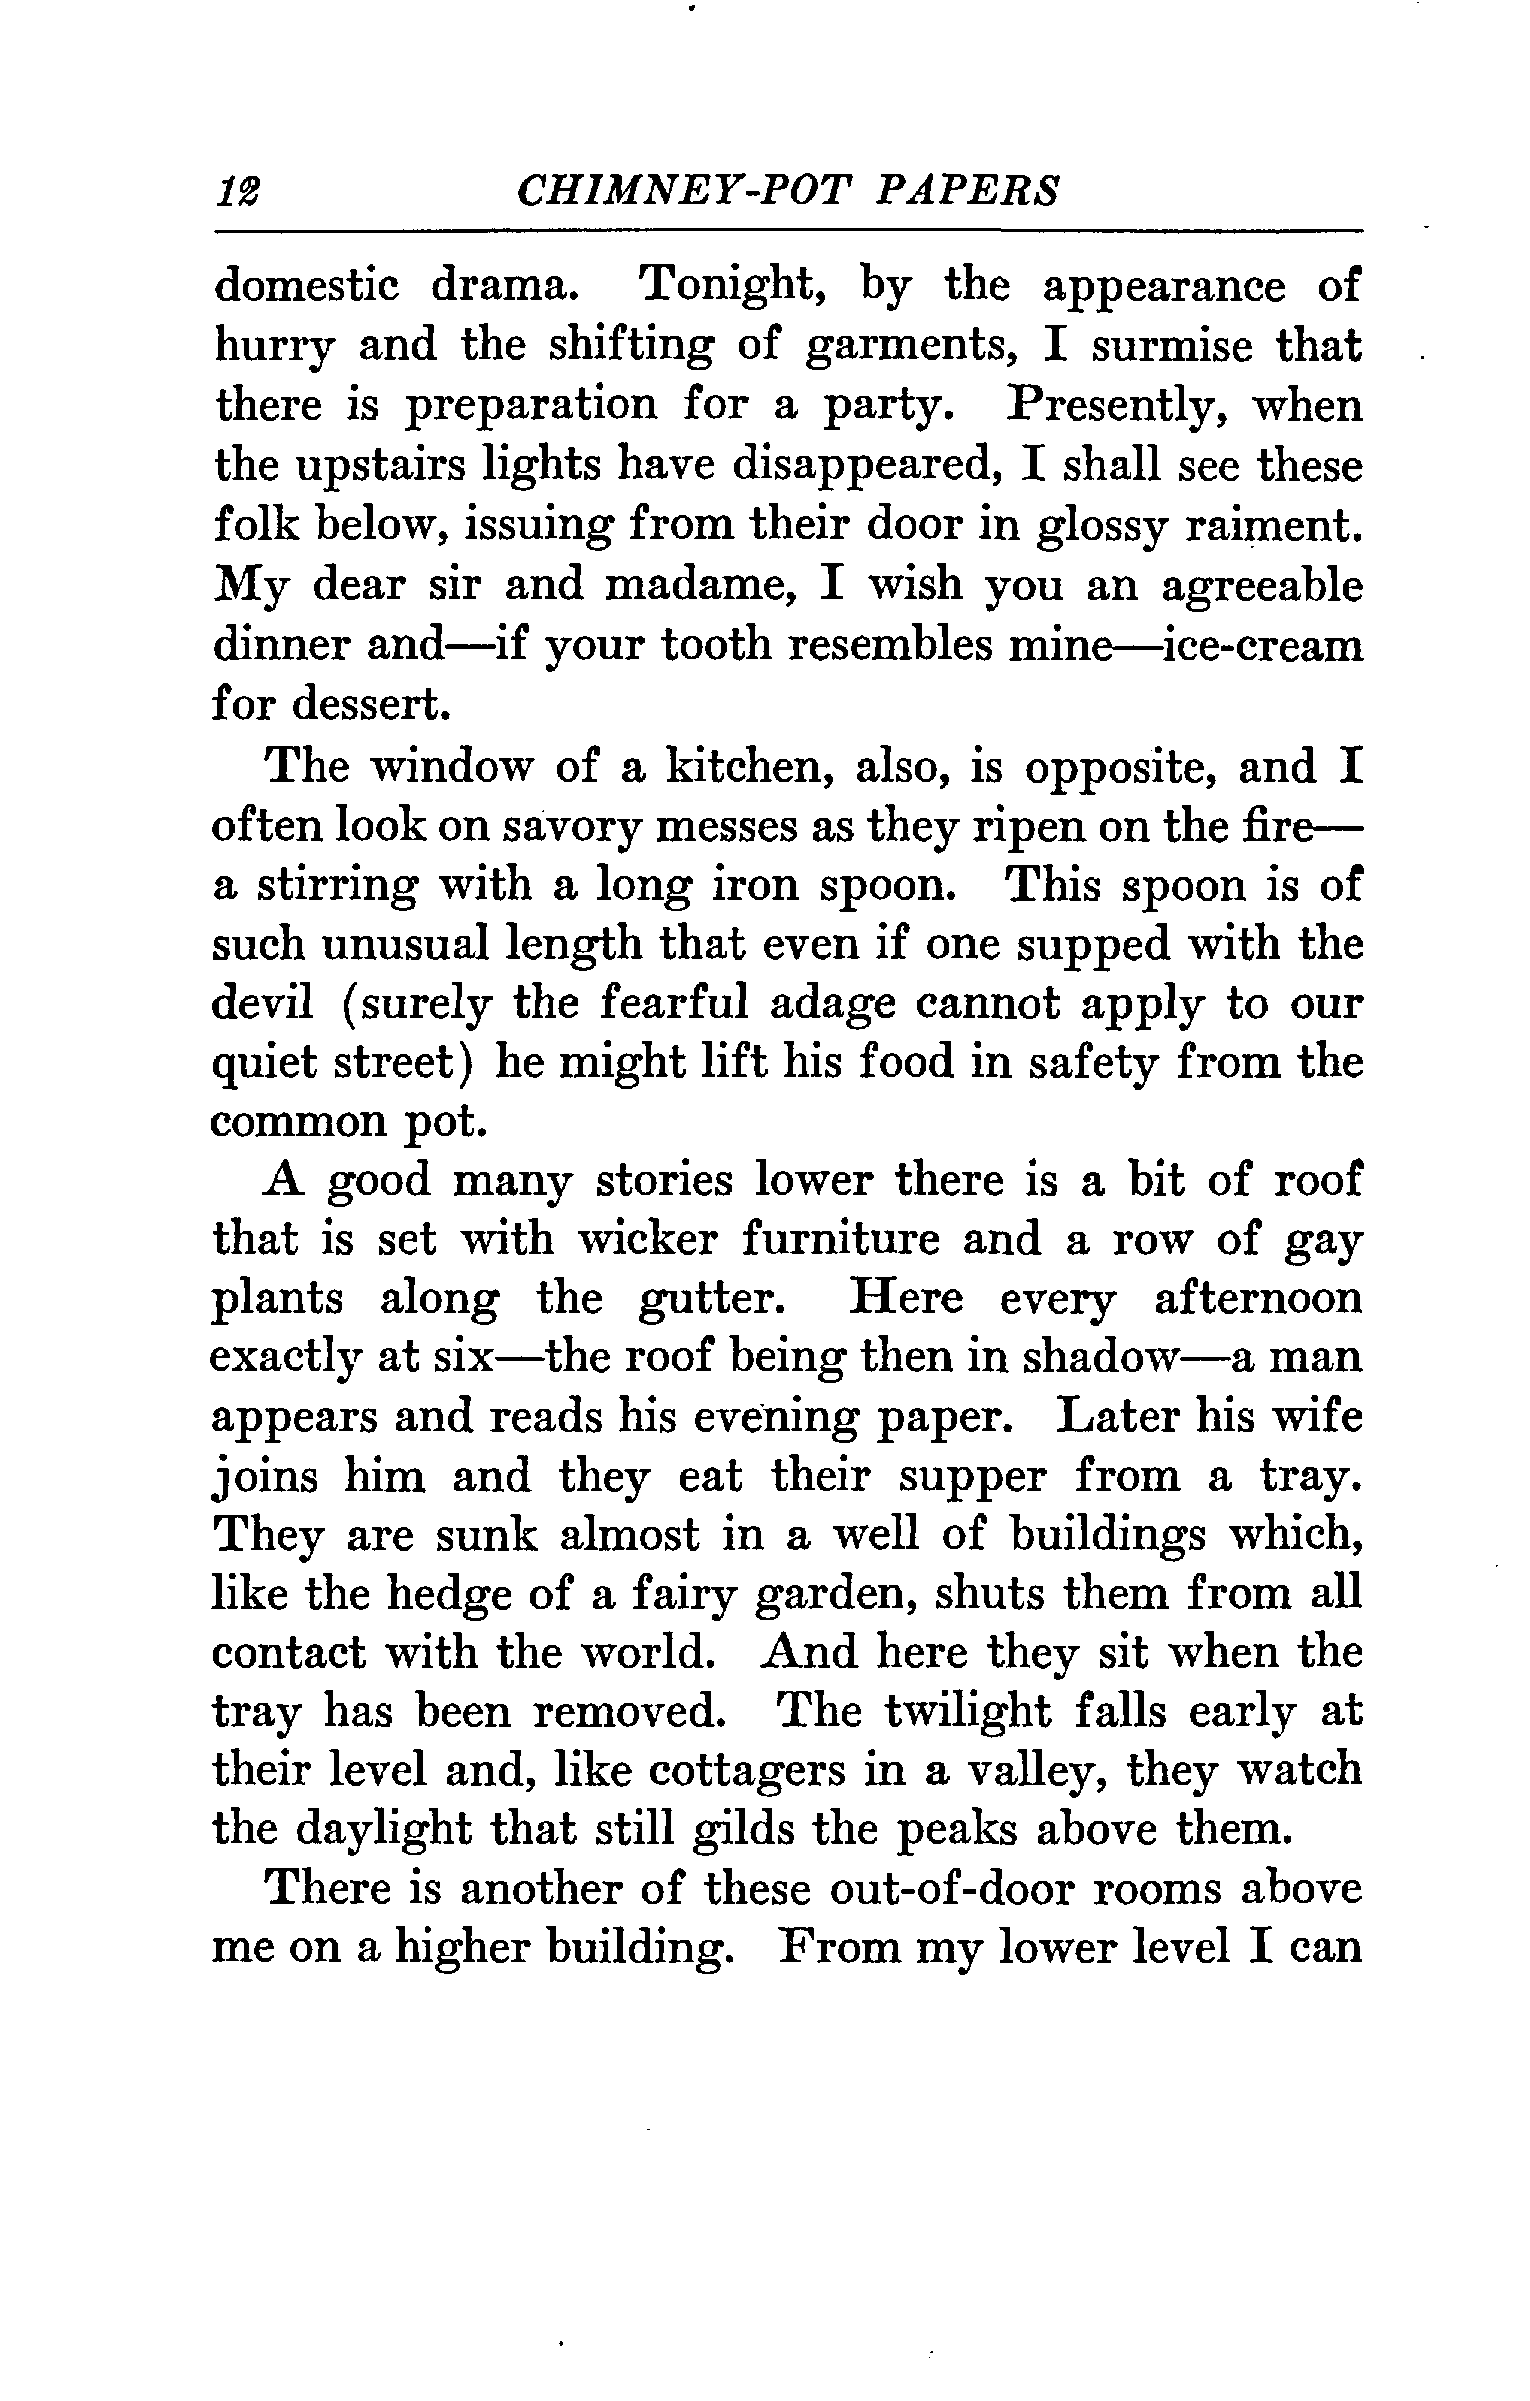 12 CHIMNEY-POT PAPERS
domestic drama. Tonight, by the appearance of
hurry and the shifting of garments, I surmise that
there is preparation for a party. Presently, when
the upstairs lights have disappeared, I shall see these
folk below, issuing from their door in glossy raiment.
My dear sir and madame, I wish you an agreeable
dinner and—if your tooth resembles mine—ice-cream
for dessert.
The window of a kitchen, also, is opposite, and I
often look on savory messes as they ripen on the fire—
a stirring with a long iron spoon. This spoon is of
such unusual length that even if one supped with the
devil (surely the fearful adage cannot apply to our
quiet street) he might lift his food in safety from the
common pot.
A good many stories lower there is a bit of roof
that is set with wicker furniture and a row of gay
plants along the gutter. Here every afternoon
exactly at six—the roof being then in shadow—a man
appears and reads his evening paper. Later his wife
joins him and they eat their supper from a tray.
They are sunk almost in a well of buildings which,
like the hedge of a fairy garden, shuts them from all
contact with the world. And here they sit when the
tray has been removed. The twilight falls early at
their level and, like cottagers in a valley, they watch
the daylight that still gilds the peaks above them.
There is another of these out-of-door rooms above
me on a higher building. From my lower level I can